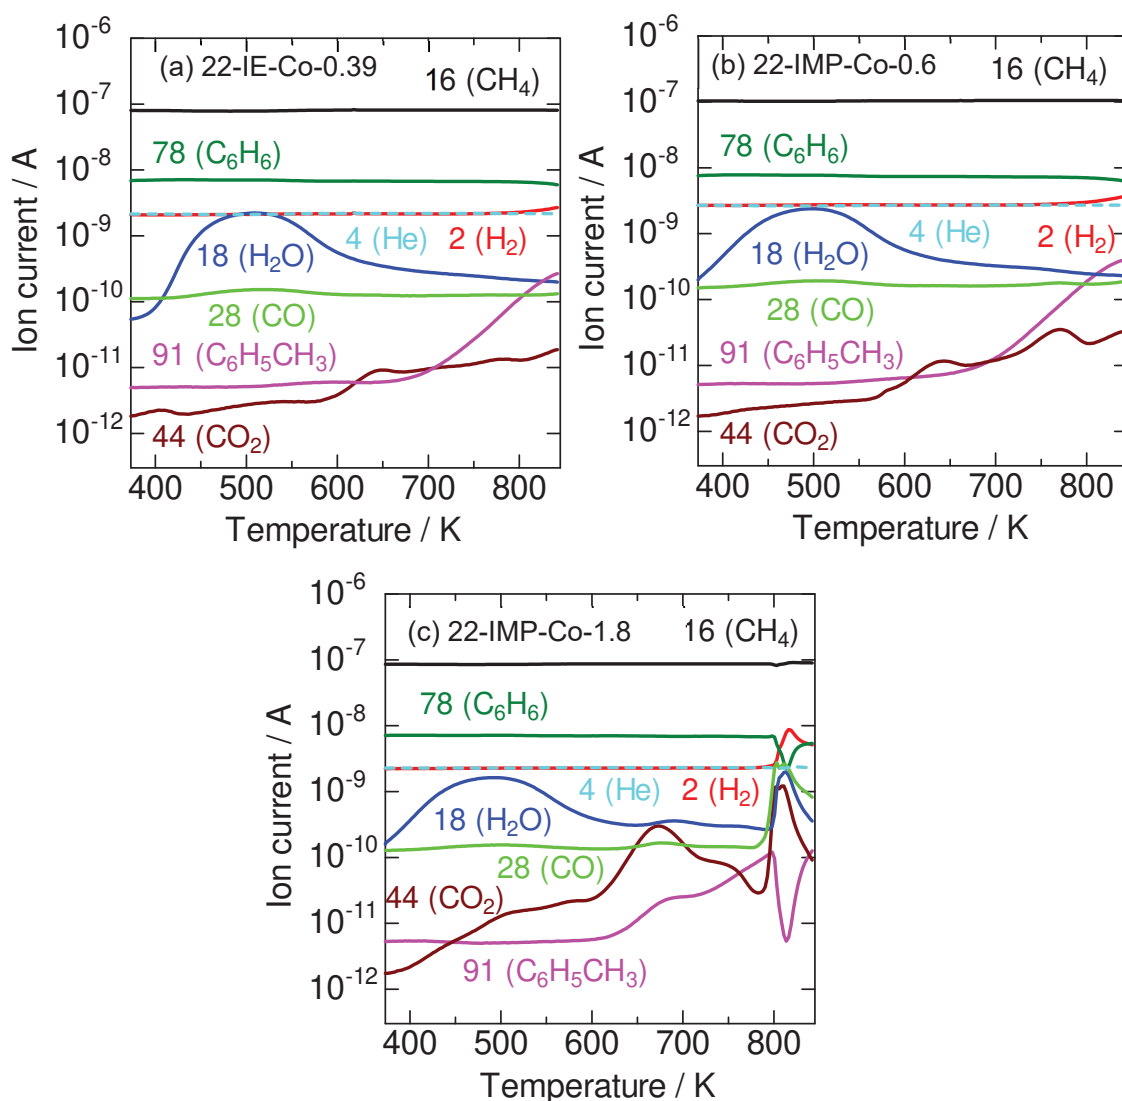 10⁻⁶
(a) 22-IE-Co-0.39
16 (CH₄)
10⁻⁷
78 (C₆H₆)
10⁻⁸
10⁻⁹
4 (He) 2 (H₂)
18 (H₂O)
10⁻¹⁰
28 (CO)
91 (C₆H₅CH₃)
10⁻¹¹
10⁻¹²
44 (CO₂)
Ion current / A
400 500 600 700 800
Temperature / K
10⁻⁶
(b) 22-IMP-Co-0.6 16 (CH₄)
10⁻⁷
78 (C₆H₆)
10⁻⁸
10⁻⁹
4 (He) 2 (H₂)
18 (H₂O)
10⁻¹⁰
28 (CO)
91 (C₆H₅CH₃)
10⁻¹¹
10⁻¹²
44 (CO₂)
Ion current / A
400 500 600 700 800
Temperature / K
10⁻⁶
(c) 22-IMP-Co-1.8 16 (CH₄)
10⁻⁷
78 (C₆H₆)
10⁻⁸
4 (He) 2 (H₂)
10⁻⁹
18 (H₂O)
10⁻¹⁰
28 (CO)
44 (CO₂)
10⁻¹¹
91 (C₆H₅CH₃)
10⁻¹²
Ion current / A
400 500 600 700 800
Temperature / K